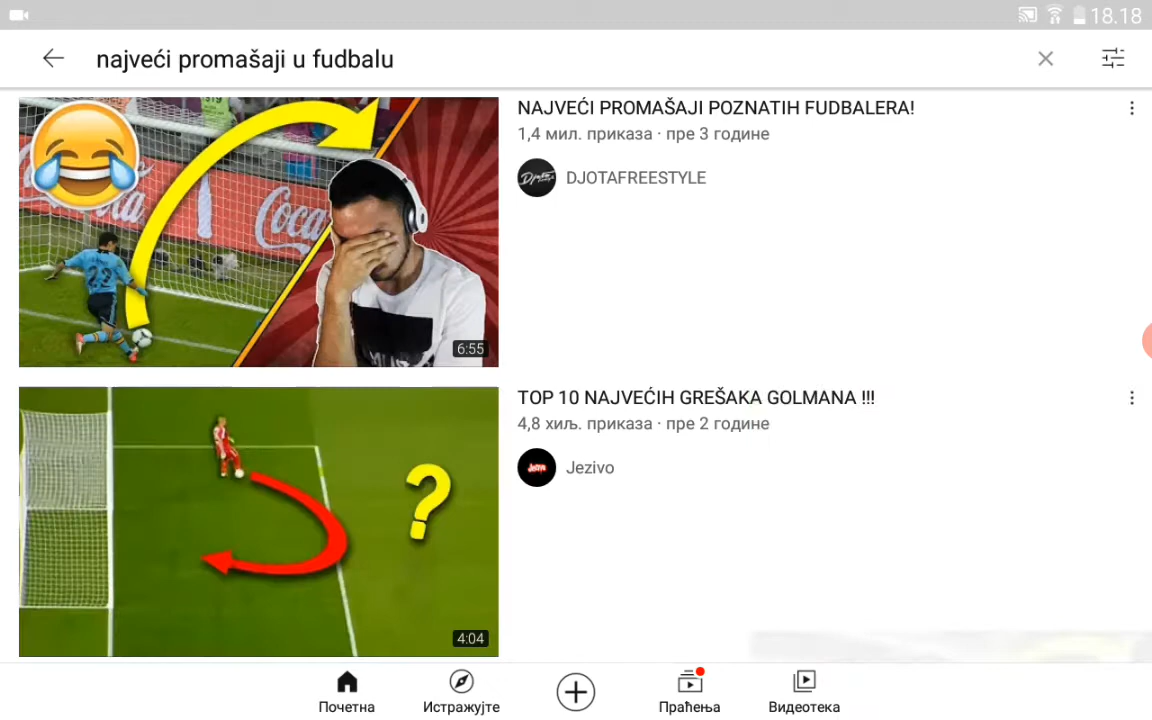 18.18
najveći promašaji u fudbalu
NAJVEĆI PROMAŠAJI POZNATIH FUDBALERA!
1,4 мил. приказа · пре 3 године
DJOTAFREESTYLE
Coca
22
6:55
TOP 10 NAJVEĆIH GREŠAKA GOLMANA !!!
4,8 хиљ. приказа · пре 2 године
Jezivo
?
4:04
Почетна
Истражујте
Праћења
Видеотека